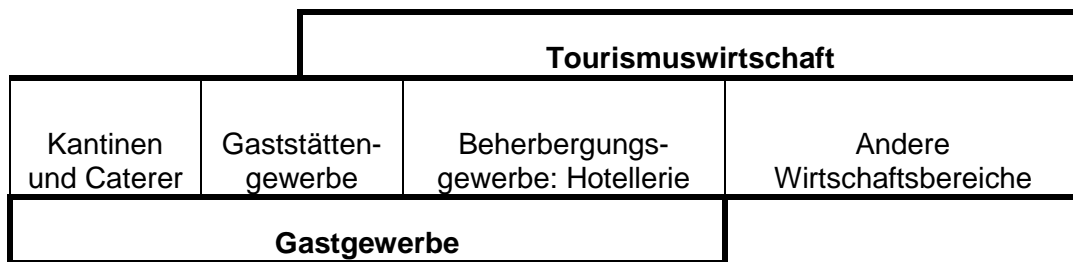 Tourismuswirtschaft
Kantinen
und Caterer
Gaststätten-
gewerbe
Beherbergungs-
gewerbe: Hotellerie
Andere
Wirtschaftsbereiche
Gastgewerbe